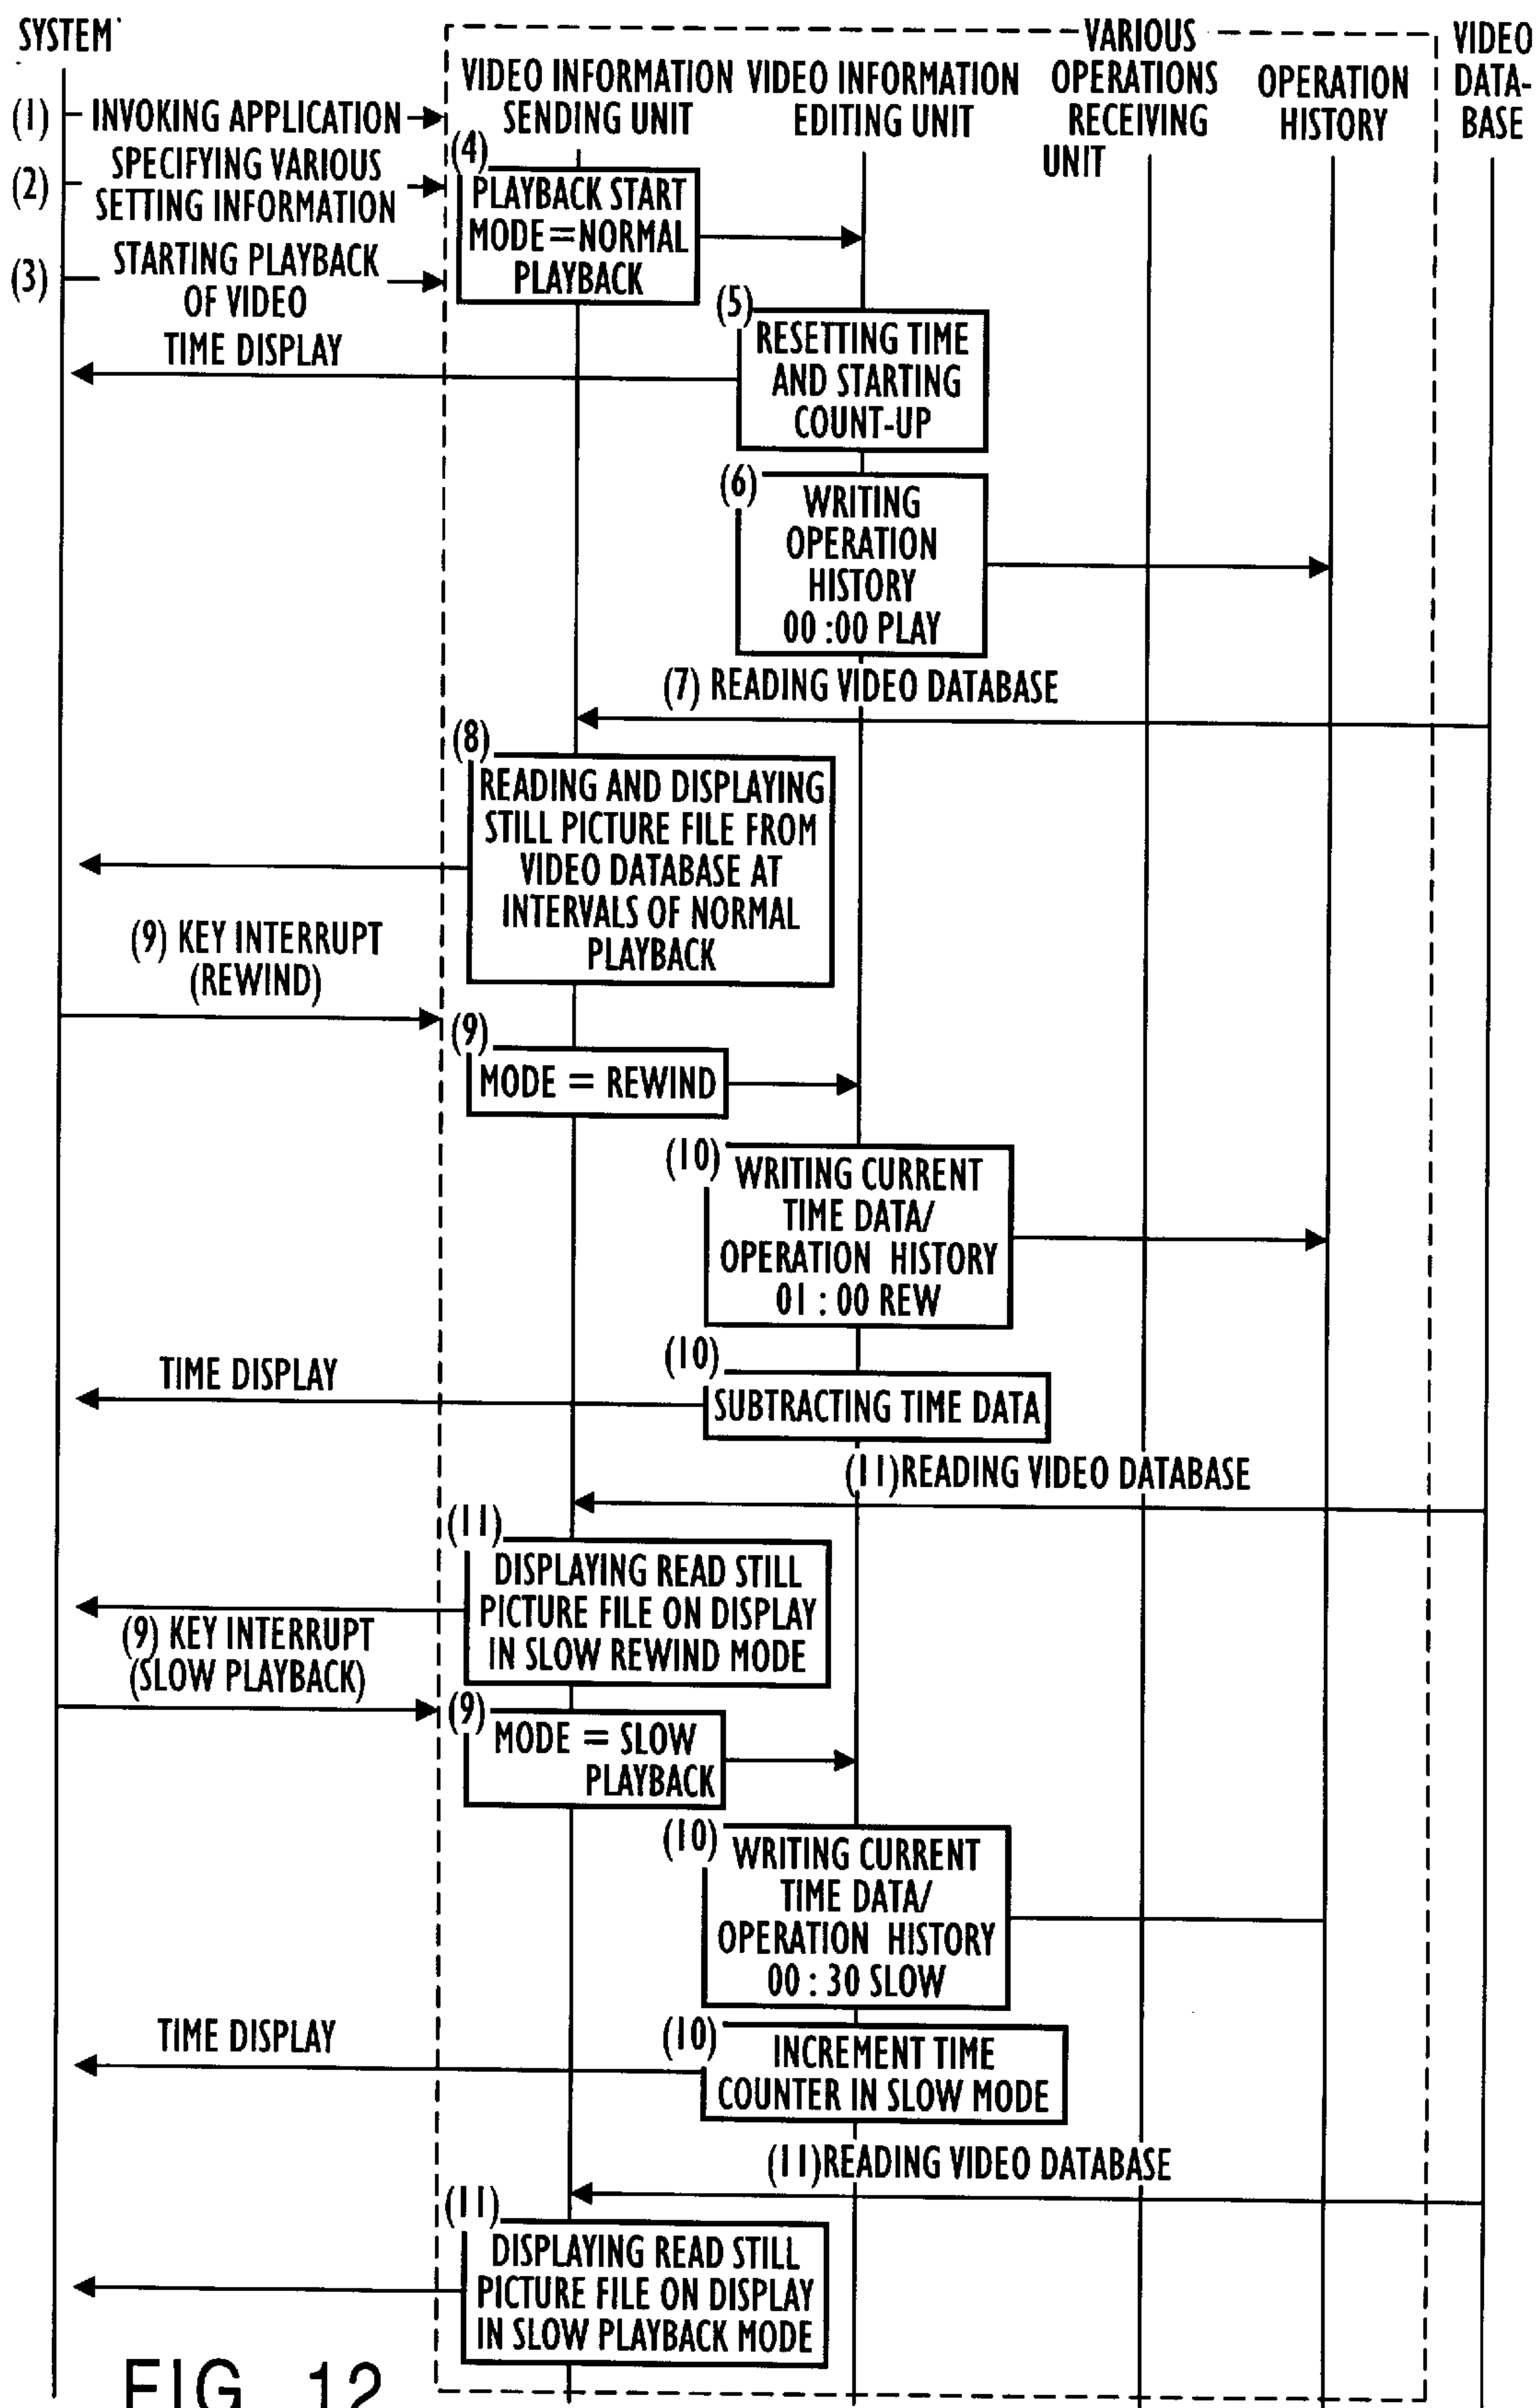 SYSTEM
VIDEO INFORMATION
SENDING UNIT
VIDEO INFORMATION
EDITING UNIT
VARIOUS
OPERATIONS
RECEIVING
UNIT
OPERATION
HISTORY
VIDEO
DATA-
BASE
(1) INVOKING APPLICATION
(2) SPECIFYING VARIOUS
SETTING INFORMATION
(3) STARTING PLAYBACK
OF VIDEO
(4)
PLAYBACK START
MODE=NORMAL
PLAYBACK
(5)
RESETTING TIME
AND STARTING
COUNT-UP
TIME DISPLAY
(6)
WRITING
OPERATION
HISTORY
00 :00 PLAY
(7) READING VIDEO DATABASE
(8)
READING AND DISPLAYING
STILL PICTURE FILE FROM
VIDEO DATABASE AT
INTERVALS OF NORMAL
PLAYBACK
(9) KEY INTERRUPT
(REWIND)
(9)
MODE = REWIND
(10) WRITING CURRENT
TIME DATA/
OPERATION HISTORY
01 : 00 REW
(10)
SUBTRACTING TIME DATA
TIME DISPLAY
(11)READING VIDEO DATABASE
(11)
DISPLAYING READ STILL
PICTURE FILE ON DISPLAY
IN SLOW REWIND MODE
(9) KEY INTERRUPT
(SLOW PLAYBACK)
(9)
MODE = SLOW
PLAYBACK
(10) WRITING CURRENT
TIME DATA/
OPERATION HISTORY
00 : 30 SLOW
TIME DISPLAY
(10)
INCREMENT TIME
COUNTER IN SLOW MODE
(11)READING VIDEO DATABASE
(11)
DISPLAYING READ STILL
PICTURE FILE ON DISPLAY
IN SLOW PLAYBACK MODE
FIG. 12